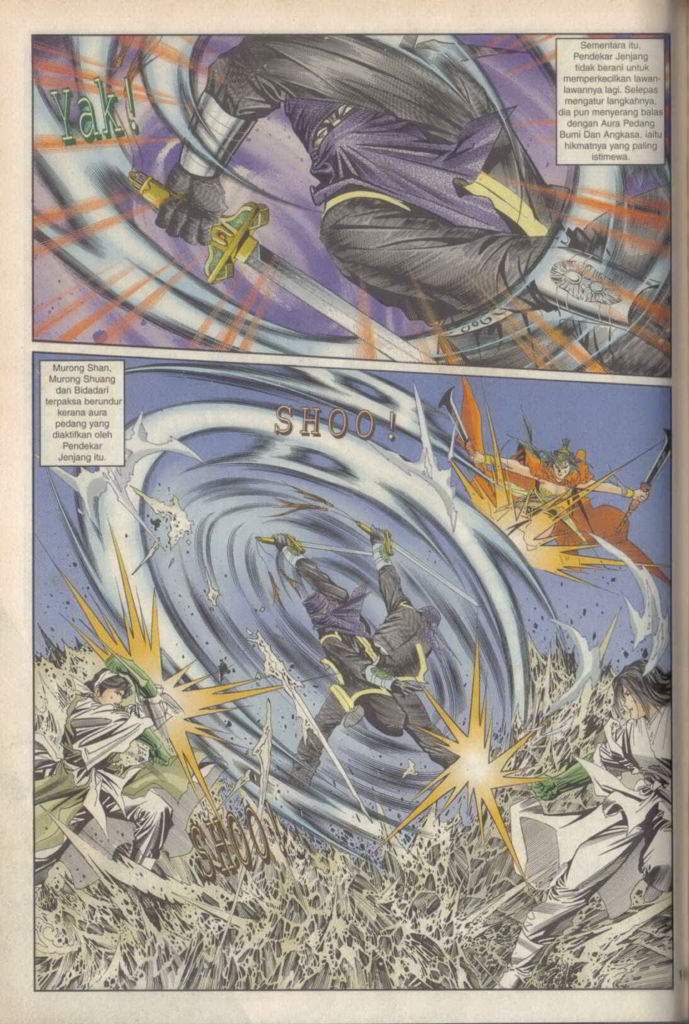 Yak!
Sementara itu,
Pendekar Jenjang
tidak berani untuk
memperkecilkan lawan-
lawannya lagi. Selepas
mengatur langkahnya,
dia pun menyerang balas
dengan Aura Pedang
Bumi Dan Angkasa, iaitu
hikmatnya yang paling
istimewa.
Murong Shan,
Murong Shuang
dan Bidadari
terpaksa berundur
kerana aura
pedang yang
diaktifkan oleh
Pendekar
Jenjang itu.
SHOO!
SHOO!